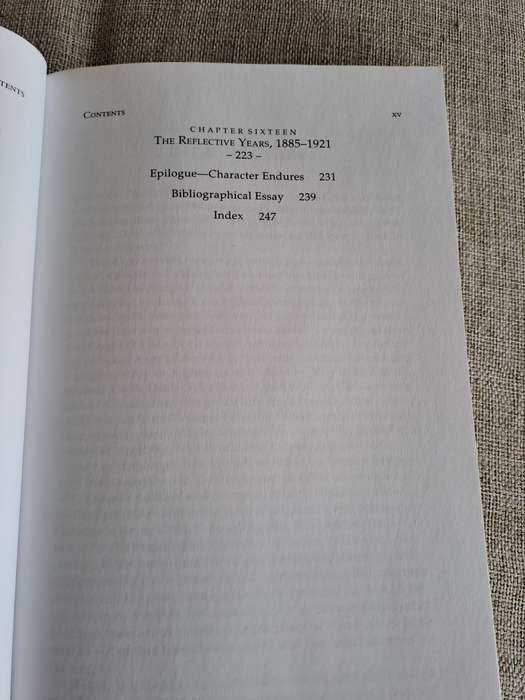 TENTS
CONTENTS xv
CHAPTER SIXTEEN
THE REFLECTIVE YEARS, 1885–1921
– 223 –
Epilogue—Character Endures 231
Bibliographical Essay 239
Index 247